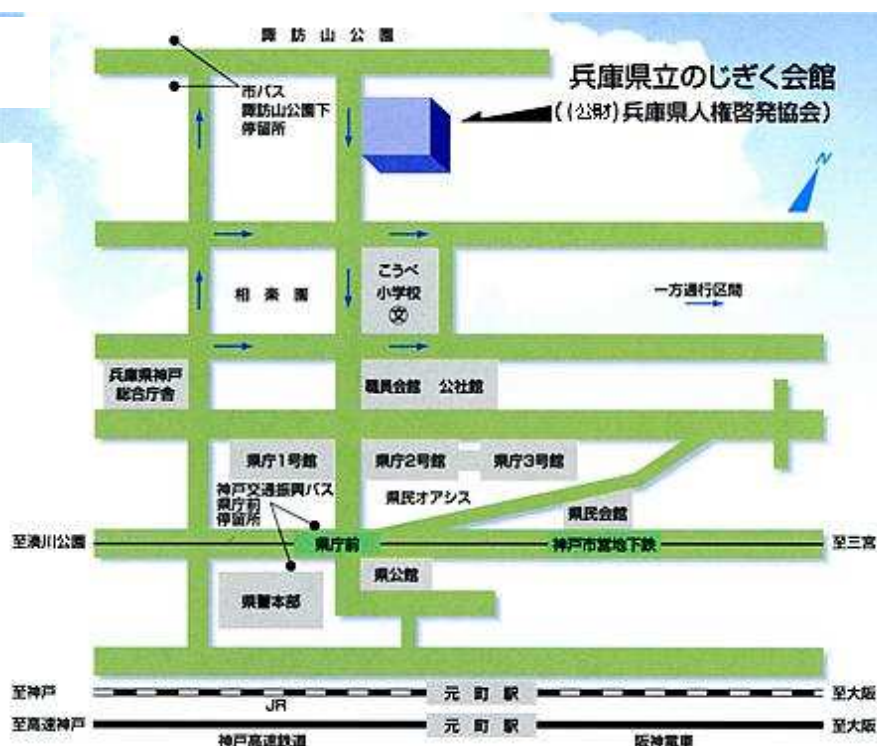 諏訪山公園
市バス
諏訪山公園下
停留所
兵庫県立のじぎく会館
((公財)兵庫県人権啓発協会)
N
相楽園
こうべ
小学校
文
一方通行区間
兵庫県神戸
総合庁舎
職員会館 公社館
県庁1号館
県庁2号館
県庁3号館
神戸交通振興バス
県庁前
停留所
県民オアシス
県民会館
至湊川公園
県庁前
神戸市営地下鉄
至三宮
県公館
県警本部
至神戸
JR
元町駅
至大阪
至高速神戸
神戸高速鉄道
元町駅
阪神電車
至大阪